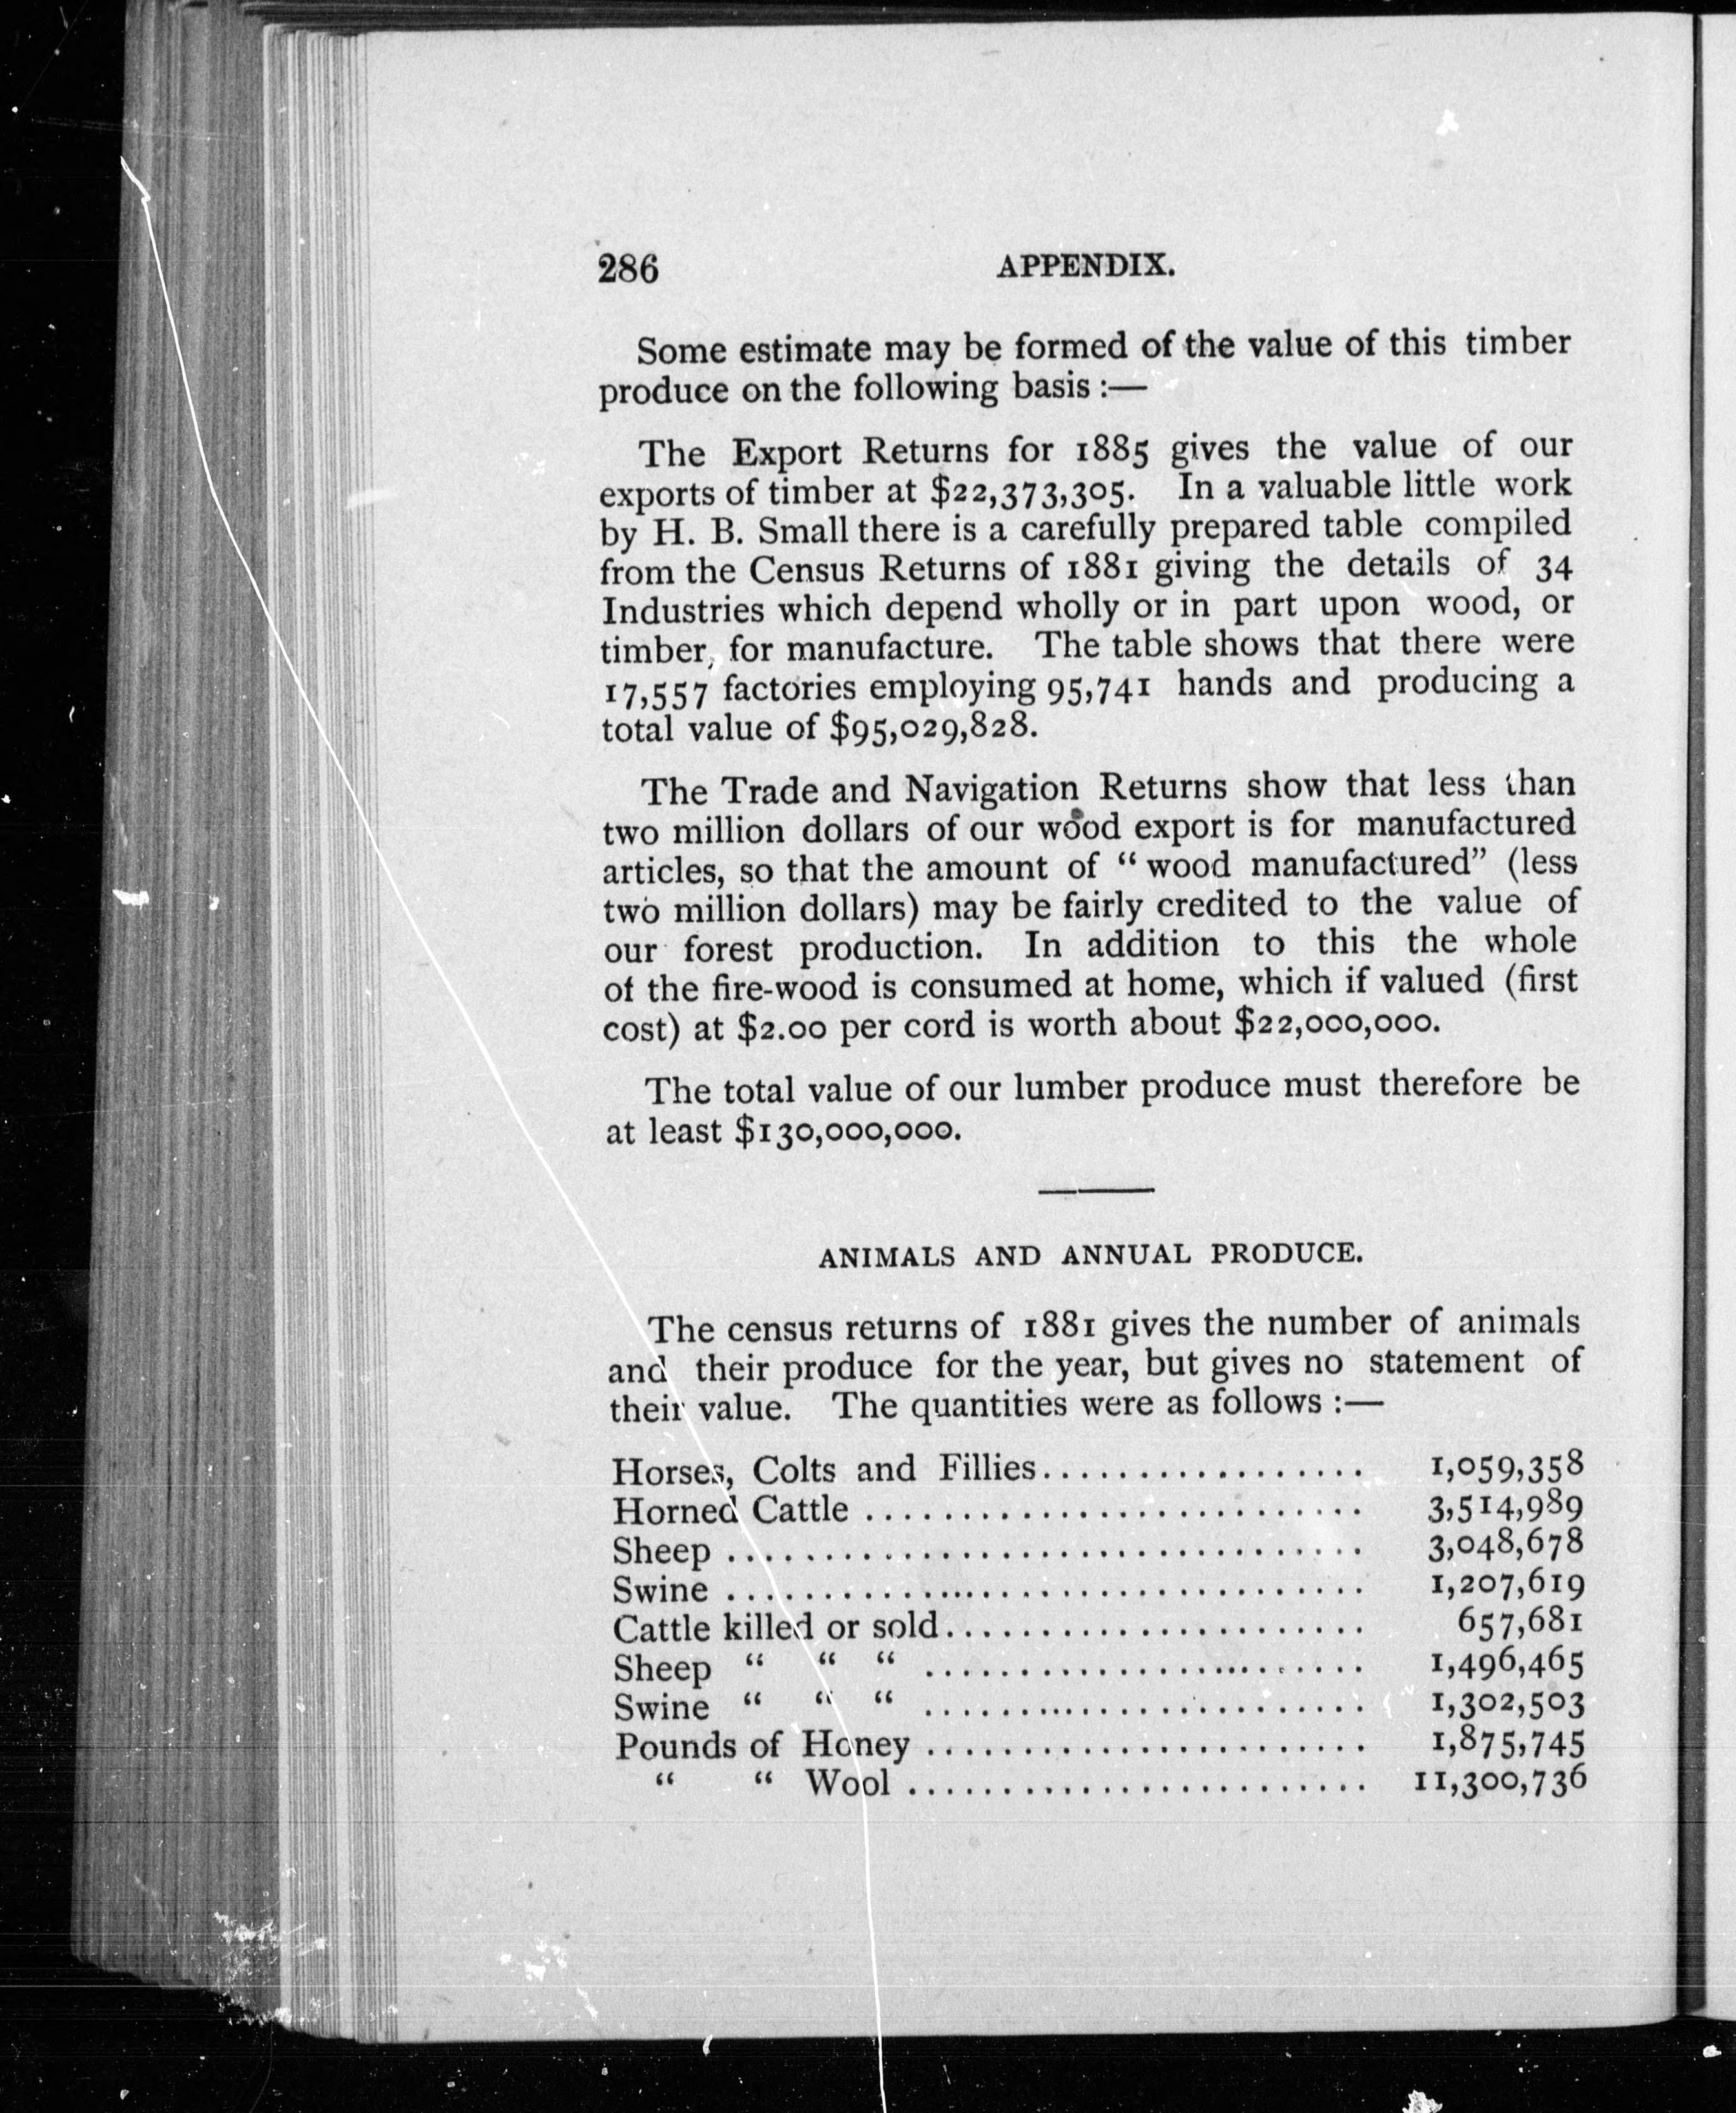 286 APPENDIX.
Some estimate may be formed of the value of this timber
produce on the following basis :—
The Export Returns for 1885 gives the value of our
exports of timber at $22,373,305. In a valuable little work
by H. B. Small there is a carefully prepared table compiled
from the Census Returns of 1881 giving the details of 34
Industries which depend wholly or in part upon wood, or
timber, for manufacture. The table shows that there were
17,557 factories employing 95,741 hands and producing a
total value of $95,029,828.
The Trade and Navigation Returns show that less than
two million dollars of our wood export is for manufactured
articles, so that the amount of “ wood manufactured” (less
two million dollars) may be fairly credited to the value of
our forest production. In addition to this the whole
of the fire-wood is consumed at home, which if valued (first
cost) at $2.00 per cord is worth about $22,000,000.
The total value of our lumber produce must therefore be
at least $130,000,000.
ANIMALS AND ANNUAL PRODUCE.
The census returns of 1881 gives the number of animals
and their produce for the year, but gives no statement of
their value. The quantities were as follows :—
Horses, Colts and Fillies................. 1,059,358
Horned Cattle .......................... 3,514,989
Sheep ................................. 3,048,678
Swine ................................. 1,207,619
Cattle killed or sold...................... 657,681
Sheep “ “ “ ....................... 1,496,465
Swine “ “ “ ....................... 1,302,503
Pounds of Honey ....................... 1,875,745
“ “ Wool ........................ 11,300,736